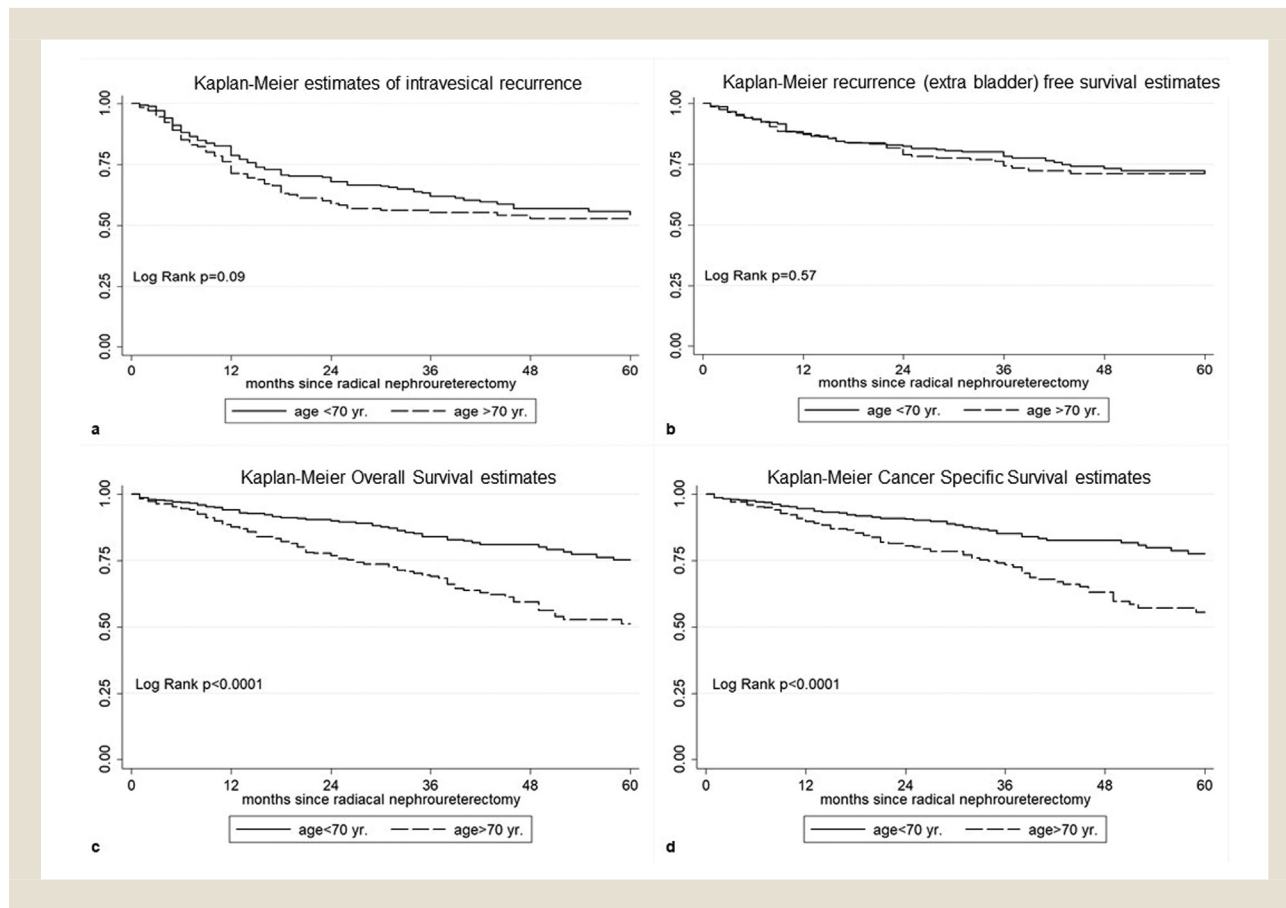 Kaplan-Meier estimates of intravesical recurrence
1.00
0.75
0.50
0.25
0.00
Log Rank p=0.09
0 12 24 36 48 60
months since radical nephroureterectomy
age <70 yr. age >70 yr.
a
Kaplan-Meier recurrence (extra bladder) free survival estimates
1.00
0.75
0.50
0.25
0.00
Log Rank p=0.57
0 12 24 36 48 60
months since radical nephroureterectomy
age <70 yr. age >70 yr.
b
Kaplan-Meier Overall Survival estimates
1.00
0.75
0.50
0.25
0.00
Log Rank p<0.0001
0 12 24 36 48 60
months since radiacal nephroureterectomy
age<70 yr. age>70 yr.
c
Kaplan-Meier Cancer Specific Survival estimates
1.00
0.75
0.50
0.25
0.00
Log Rank p<0.0001
0 12 24 36 48 60
months since radical nephroureterectomy
age<70 yr. age>70 yr.
d